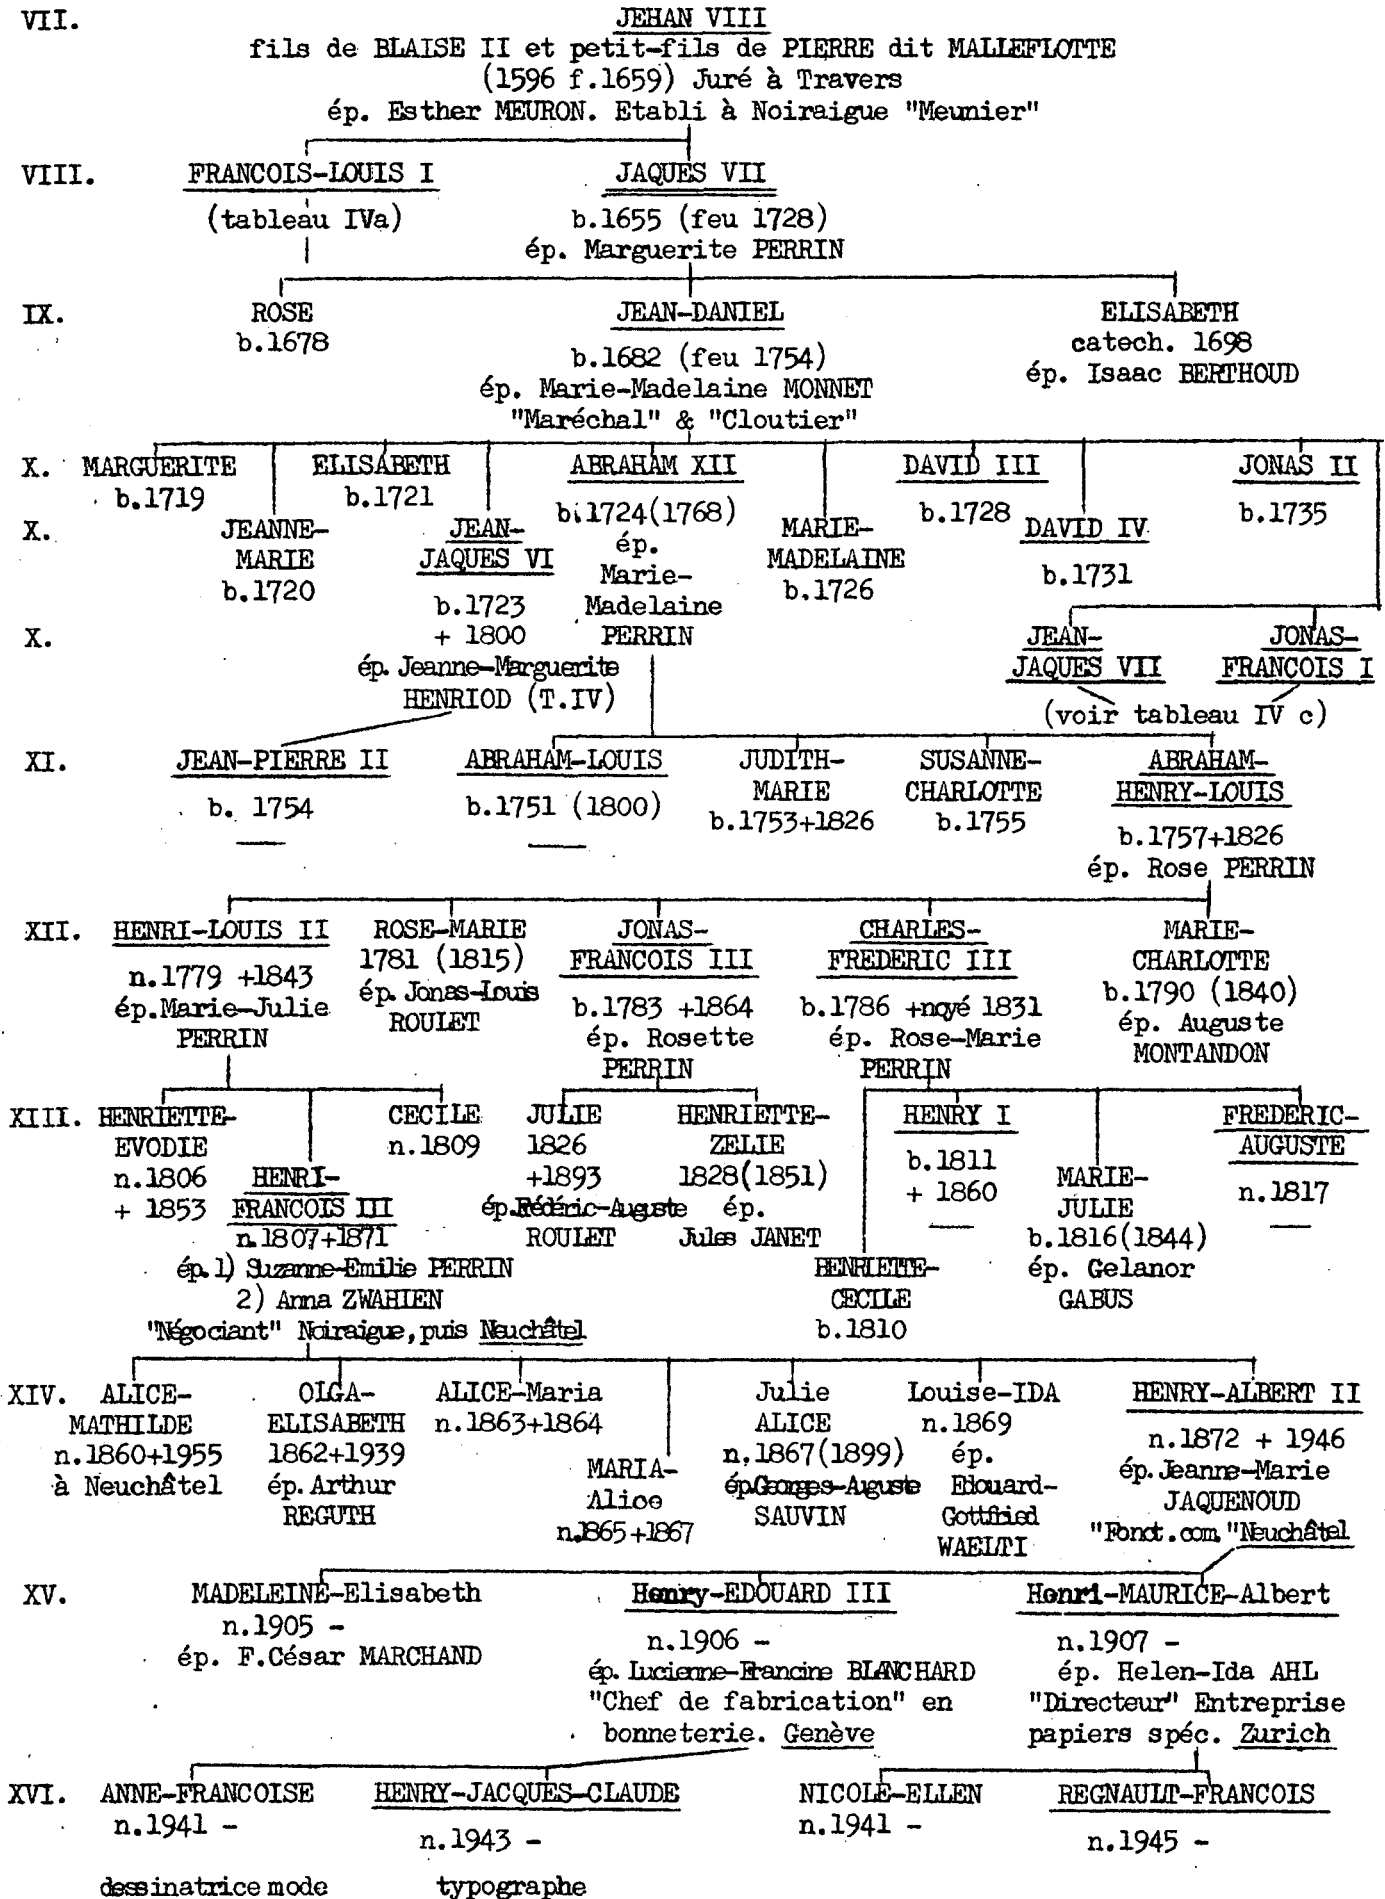 VII. JEHAN VIII
fils de BLAISE II et petit-fils de PIERRE dit MALLEFLOTTE
(1596 f.1659) Juré à Travers
ép. Esther MEURON. Etabli à Noiraigue "Meunier"
VIII. FRANCOIS-LOUIS I JAQUES VII
(tableau IVa) b.1655 (feu 1728)
ép. Marguerite PERRIN
IX. ROSE JEAN-DANIEL ELISABETH
b.1678 b.1682 (feu 1754) catech. 1698
ép. Marie-Madelaine MONNET ép. Isaac BERTHOUD
"Maréchal" & "Cloutier"
X. MARGUERITE ELISABETH ABRAHAM XII DAVID III JONAS II
b.1719 b.1721 b.1724(1768) b.1728 b.1735
X. JEANNE- JEAN- ép. MARIE- DAVID IV
MARIE JAQUES VI Marie- MADELAINE b.1731
b.1720 b.1723 Madelaine b.1726
X. + 1800 PERRIN JEAN- JONAS-
ép. Jeanne-Marguerite JAQUES VII FRANCOIS I
HENRIOD (T.IV) (voir tableau IV c)
XI. JEAN-PIERRE II ABRAHAM-LOUIS JUDITH- SUSANNE- ABRAHAM-
b. 1754 b.1751 (1800) MARIE CHARLOTTE HENRY-LOUIS
b.1753+1826 b.1755 b.1757+1826
ép. Rose PERRIN
XII. HENRI-LOUIS II ROSE-MARIE JONAS- CHARLES- MARIE-
n.1779 +1843 1781 (1815) FRANCOIS III FREDERIC III CHARLOTTE
ép.Marie-Julie ép. Jonas-Louis b.1783 +1864 b.1786 +noyé 1831 b.1790 (1840)
PERRIN ROULET ép. Rosette ép. Rose-Marie ép. Auguste
PERRIN PERRIN MONTANDON
XIII. HENRIETTE- CECILE JULIE HENRIETTE- HENRY I FREDERIC-
EVODIE n.1809 1826 ZELIE b.1811 AUGUSTE
n.1806 HENRI- +1893 1828(1851) + 1860 MARIE- n.1817
+ 1853 FRANCOIS III ép.Frédéric-Auguste ép. JULIE
n.1807+1871 ROULET Jules JANET b.1816(1844)
ép. 1) Suzanne-Emilie PERRIN HENRIETTE- ép. Gelanor
2) Anna ZWAHIEN CECILE GABUS
"Négociant" Noiraigue, puis Neuchâtel b.1810
XIV. ALICE- OLGA- ALICE-Maria Julie Louise-IDA HENRY-ALBERT II
MATHILDE ELISABETH n.1863+1864 ALICE n.1869 n.1872 + 1946
n.1860+1955 1862+1939 MARIA- n.1867(1899) ép. ép.Jeanne-Marie
à Neuchâtel ép. Arthur Alice ép.Georges-Auguste Edouard- JAQUENOUD
REGUTH n.1865+1867 SAUVIN Gottfried "Fonct.com." Neuchâtel
WAELTI
XV. MADELEINE-Elisabeth Henry-EDOUARD III Henri-MAURICE-Albert
n.1905 - n.1906 - n.1907 -
ép. F.César MARCHAND ép. Lucienne-Francine BLANCHARD ép. Helen-Ida AHL
"Chef de fabrication" en "Directeur" Entreprise
bonneterie. Genève papiers spéc. Zurich
XVI. ANNE-FRANCOISE HENRY-JACQUES-CLAUDE NICOLE-ELLEN REGNAULT-FRANCOIS
n.1941 - n.1943 - n.1941 - n.1945 -
dessinatrice mode typographe